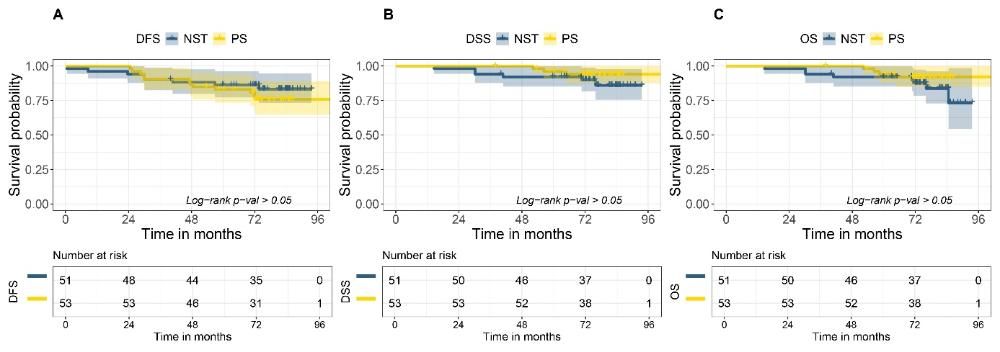 A
DFS NST PS
1.00
0.75
0.50
0.25
0.00
Survival probability
Log−rank p−val > 0.05
0 24 48 72 96
Time in months
Number at risk
DFS
51 48 44 35 0
53 53 46 31 1
0 24 48 72 96
Time in months
B
DSS NST PS
1.00
0.75
0.50
0.25
0.00
Survival probability
Log−rank p−val > 0.05
0 24 48 72 96
Time in months
Number at risk
DSS
51 50 46 37 0
53 53 52 38 1
0 24 48 72 96
Time in months
C
OS NST PS
1.00
0.75
0.50
0.25
0.00
Survival probability
Log−rank p−val > 0.05
0 24 48 72 96
Time in months
Number at risk
OS
51 50 46 37 0
53 53 52 38 1
0 24 48 72 96
Time in months